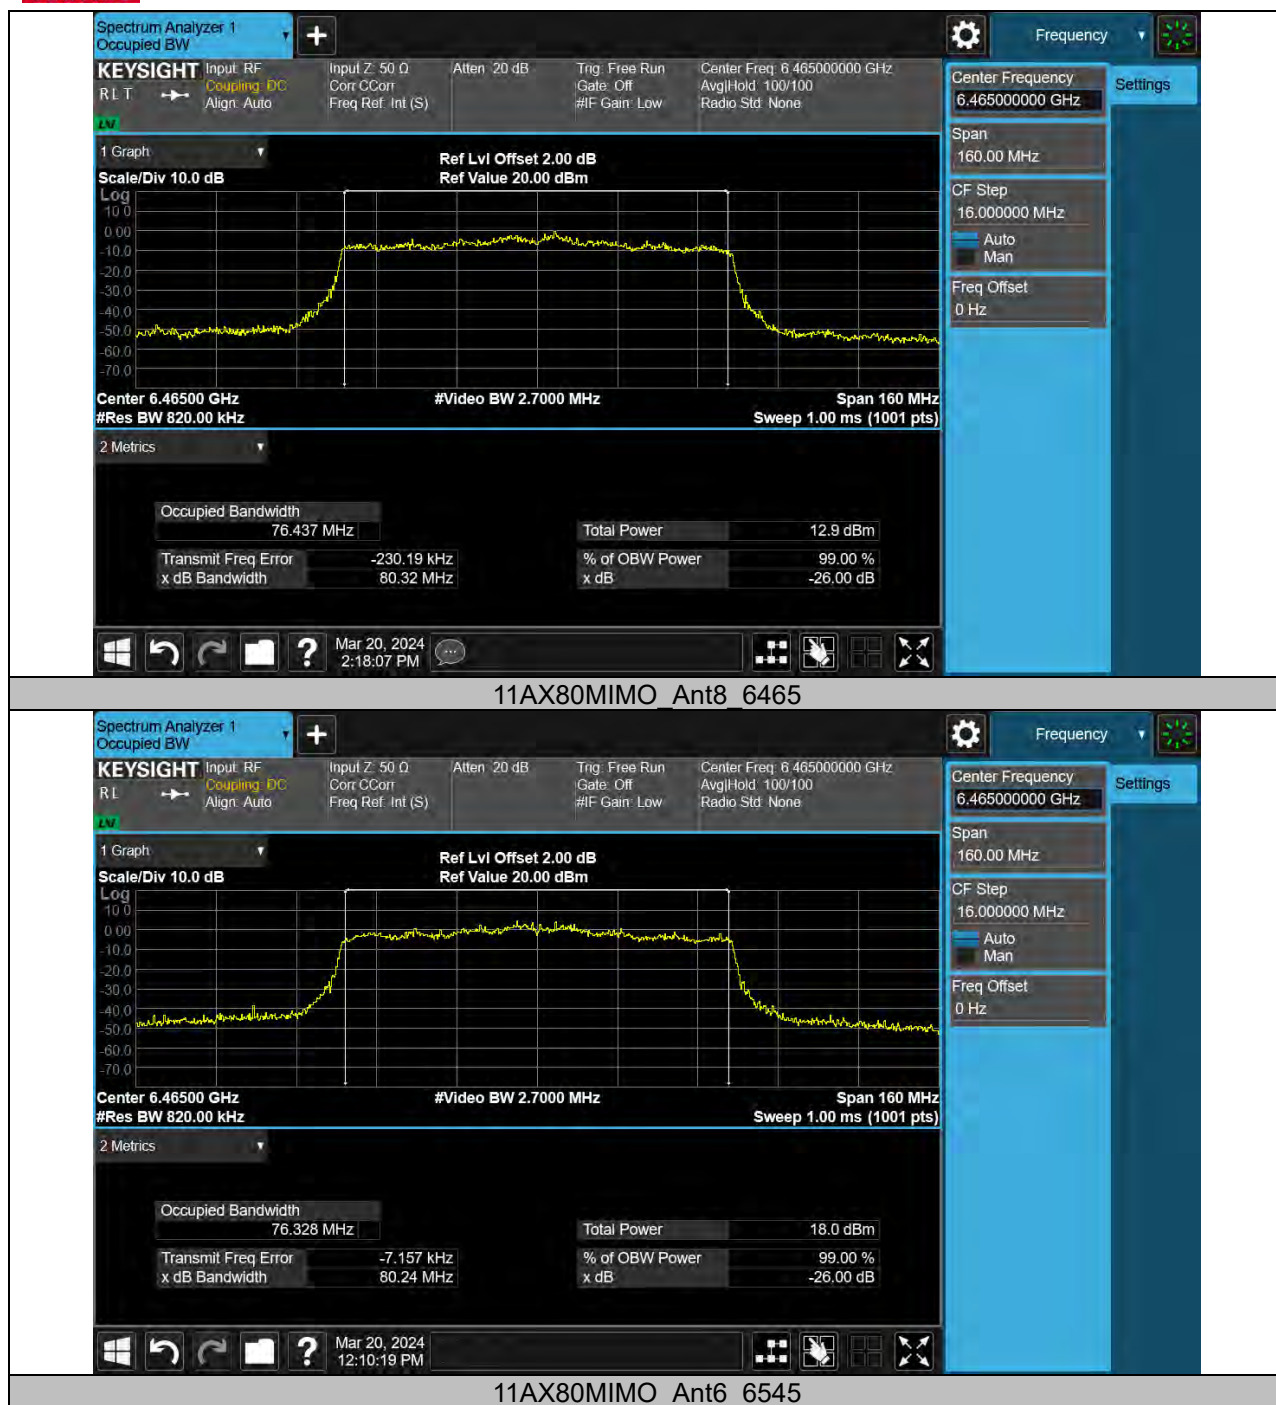 Spectrum Analyzer 1
Occupied BW
+
Frequency
KEYSIGHT
RLT
Input: RF
Coupling: DC
Align: Auto
Input Z: 50 Ω
Corr CCorr
Freq Ref: Int (S)
Atten: 20 dB
Trig: Free Run
Gate: Off
#IF Gain: Low
Center Freq: 6.465000000 GHz
Avg|Hold: 100/100
Radio Std: None
LNI
Center Frequency
6.465000000 GHz
Settings
Span
160.00 MHz
CF Step
16.000000 MHz
Auto
Man
Freq Offset
0 Hz
1 Graph
Scale/Div 10.0 dB
Ref Lvl Offset 2.00 dB
Ref Value 20.00 dBm
Log
10.0
0.00
-10.0
-20.0
-30.0
-40.0
-50.0
-60.0
-70.0
Center 6.46500 GHz
#Video BW 2.7000 MHz
Span 160 MHz
#Res BW 820.00 kHz
Sweep 1.00 ms (1001 pts)
2 Metrics
Occupied Bandwidth
76.437 MHz
Total Power 12.9 dBm
Transmit Freq Error -230.19 kHz
% of OBW Power 99.00 %
x dB Bandwidth 80.32 MHz
x dB -26.00 dB
?
Mar 20, 2024
2:18:07 PM
11AX80MIMO_Ant8_6465
Spectrum Analyzer 1
Occupied BW
+
Frequency
KEYSIGHT
RL
Input: RF
Coupling: DC
Align: Auto
Input Z: 50 Ω
Corr CCorr
Freq Ref: Int (S)
Atten: 20 dB
Trig: Free Run
Gate: Off
#IF Gain: Low
Center Freq: 6.465000000 GHz
Avg|Hold: 100/100
Radio Std: None
LNI
Center Frequency
6.465000000 GHz
Settings
Span
160.00 MHz
CF Step
16.000000 MHz
Auto
Man
Freq Offset
0 Hz
1 Graph
Scale/Div 10.0 dB
Ref Lvl Offset 2.00 dB
Ref Value 20.00 dBm
Log
10.0
0.00
-10.0
-20.0
-30.0
-40.0
-50.0
-60.0
-70.0
Center 6.46500 GHz
#Video BW 2.7000 MHz
Span 160 MHz
#Res BW 820.00 kHz
Sweep 1.00 ms (1001 pts)
2 Metrics
Occupied Bandwidth
76.328 MHz
Total Power 18.0 dBm
Transmit Freq Error -7.157 kHz
% of OBW Power 99.00 %
x dB Bandwidth 80.24 MHz
x dB -26.00 dB
?
Mar 20, 2024
12:10:19 PM
11AX80MIMO_Ant6_6545